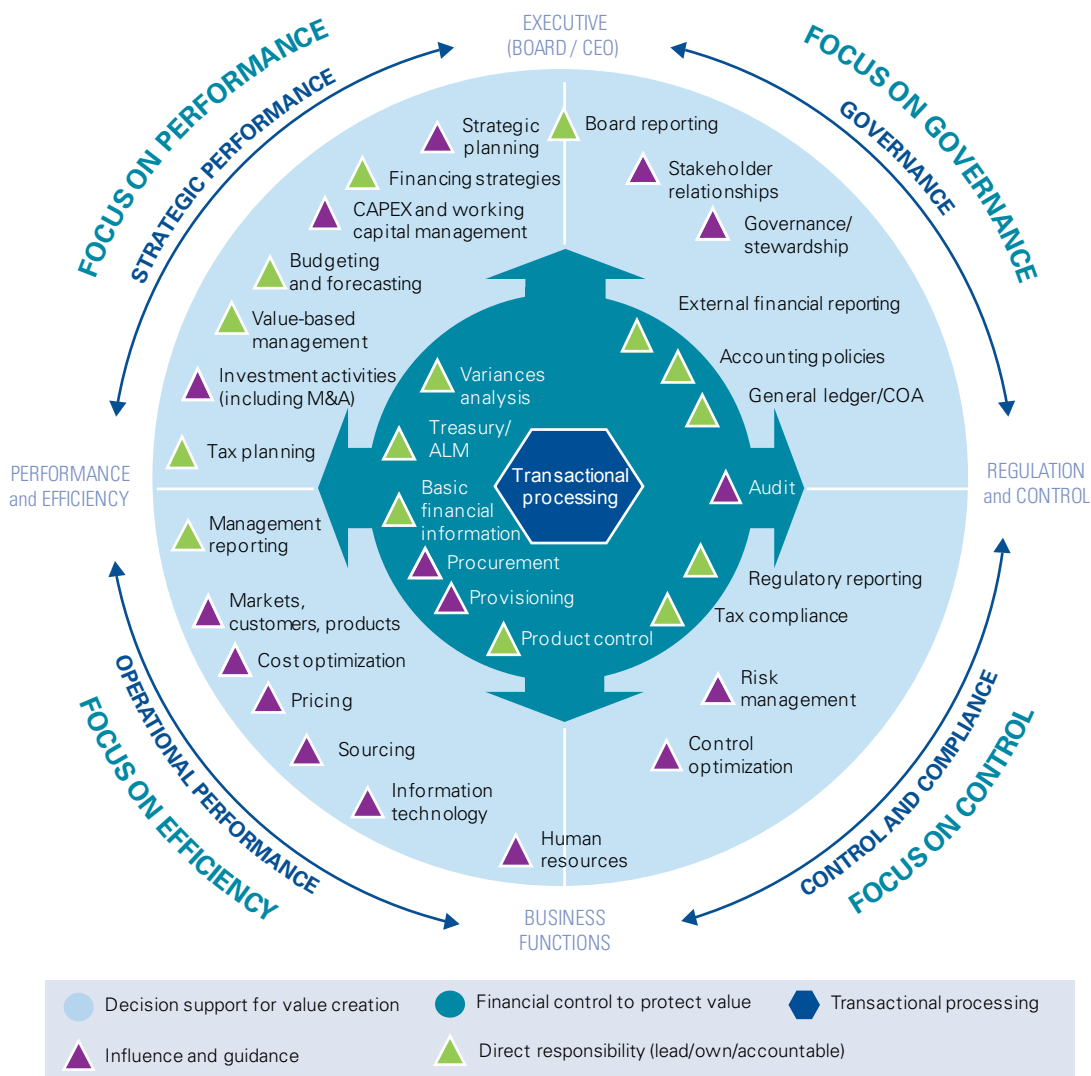 EXECUTIVE
(BOARD / CEO)
FOCUS ON PERFORMANCE
STRATEGIC PERFORMANCE
FOCUS ON GOVERNANCE
GOVERNANCE
Strategic
planning
Board reporting
Stakeholder
relationships
Financing strategies
CAPEX and working
capital management
Governance/
stewardship
Budgeting
and forecasting
External financial reporting
Value-based
management
Accounting policies
Investment activities
(including M&A)
Variances
analysis
General ledger/COA
Tax planning
Treasury/
ALM
PERFORMANCE
and EFFICIENCY
Transactional
processing
Audit
REGULATION
and CONTROL
Basic
financial
information
Management
reporting
Procurement
Regulatory reporting
Markets,
customers, products
Provisioning
Tax compliance
Product control
Cost optimization
Risk
management
Pricing
Sourcing
Control
optimization
Information
technology
Human
resources
OPERATIONAL PERFORMANCE
FOCUS ON EFFICIENCY
CONTROL AND COMPLIANCE
FOCUS ON CONTROL
BUSINESS
FUNCTIONS
Decision support for value creation
Financial control to protect value
Transactional processing
Influence and guidance
Direct responsibility (lead/own/accountable)